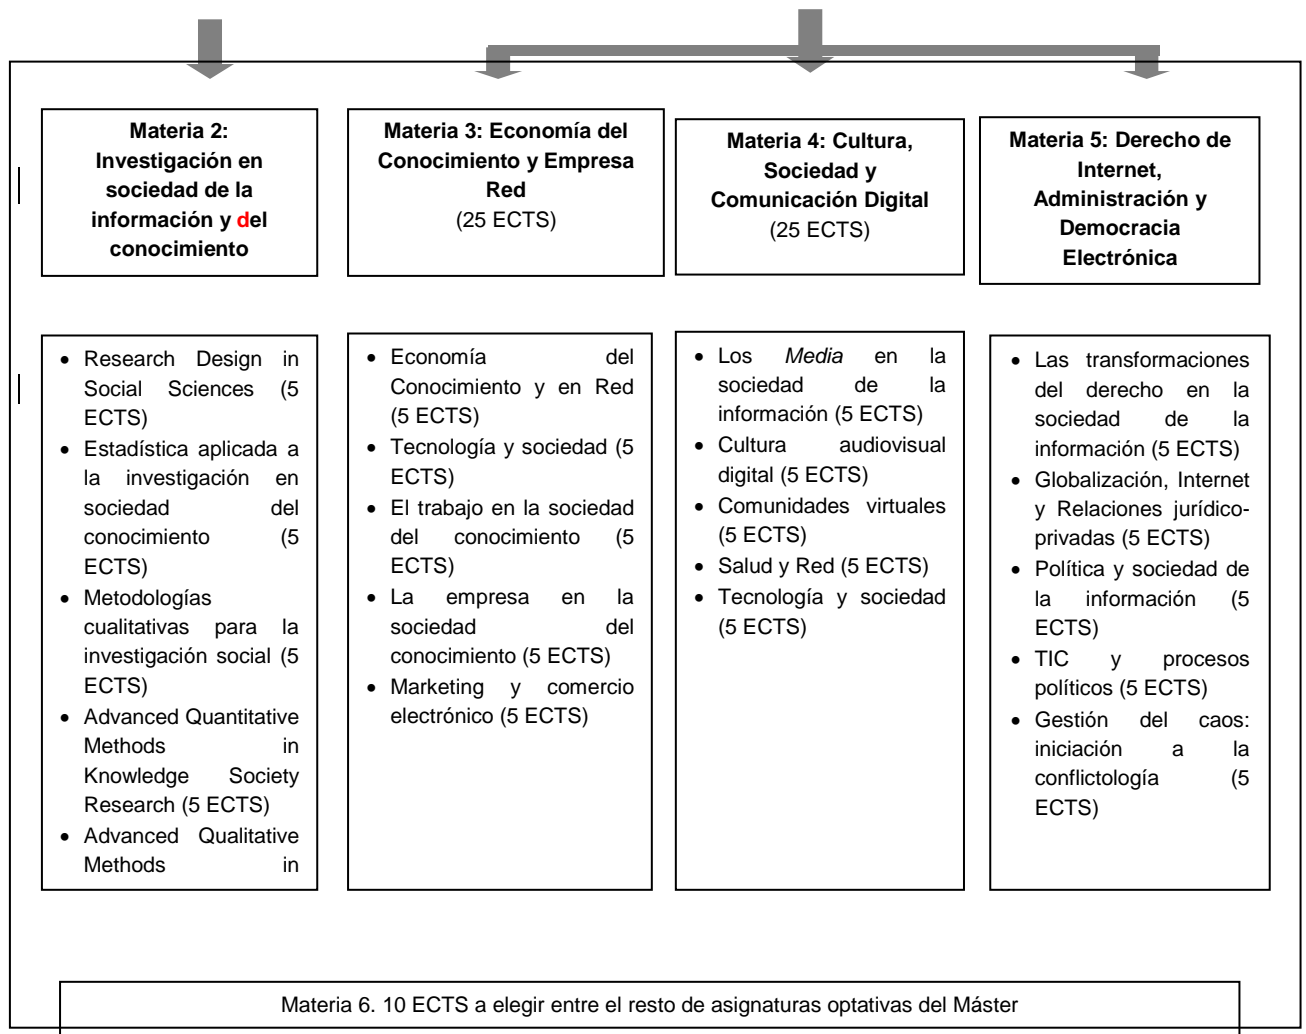 Materia 2:
Investigación en
sociedad de la
información y del
conocimiento
Materia 3: Economía del
Conocimiento y Empresa
Red
(25 ECTS)
Materia 4: Cultura,
Sociedad y
Comunicación Digital
(25 ECTS)
Materia 5: Derecho de
Internet,
Administración y
Democracia
Electrónica
• Research Design in
Social Sciences (5
ECTS)
• Estadística aplicada a
la investigación en
sociedad del
conocimiento (5
ECTS)
• Metodologías
cualitativas para la
investigación social (5
ECTS)
• Advanced Quantitative
Methods in
Knowledge Society
Research (5 ECTS)
• Advanced Qualitative
Methods in
• Economía del
Conocimiento y en Red
(5 ECTS)
• Tecnología y sociedad (5
ECTS)
• El trabajo en la sociedad
del conocimiento (5
ECTS)
• La empresa en la
sociedad del
conocimiento (5 ECTS)
• Marketing y comercio
electrónico (5 ECTS)
• Los Media en la
sociedad de la
información (5 ECTS)
• Cultura audiovisual
digital (5 ECTS)
• Comunidades virtuales
(5 ECTS)
• Salud y Red (5 ECTS)
• Tecnología y sociedad
(5 ECTS)
• Las transformaciones
del derecho en la
sociedad de la
información (5 ECTS)
• Globalización, Internet
y Relaciones jurídico-
privadas (5 ECTS)
• Política y sociedad de
la información (5
ECTS)
• TIC y procesos
políticos (5 ECTS)
• Gestión del caos:
iniciación a la
conflictología (5
ECTS)
Materia 6. 10 ECTS a elegir entre el resto de asignaturas optativas del Máster